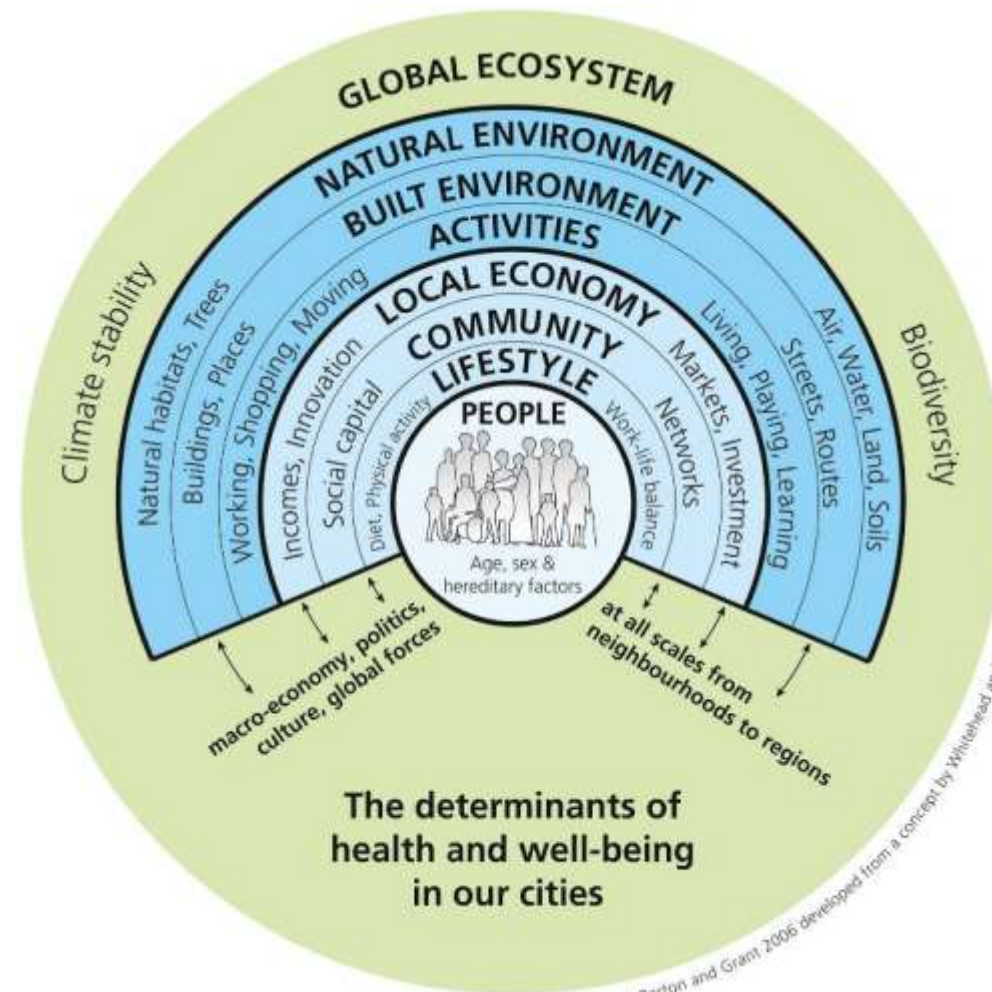 GLOBAL ECOSYSTEM
NATURAL ENVIRONMENT
BUILT ENVIRONMENT
ACTIVITIES
LOCAL ECONOMY
COMMUNITY
LIFESTYLE
PEOPLE
Climate stability
Natural habitats, Trees
Buildings, Places
Working, Shopping, Moving
Incomes, Innovation
Social capital
Diet, Physical activity
Work-life balance
Networks
Markets, Investment
Living, Playing, Learning
Streets, Routes
Air, Water, Land, Soils
Biodiversity
Age, sex &
hereditary factors
macro-economy, politics,
culture, global forces
at all scales from
neighbourhoods to regions
The determinants of
health and well-being
in our cities
and Grant 2006 developed from a concept by Whitehead